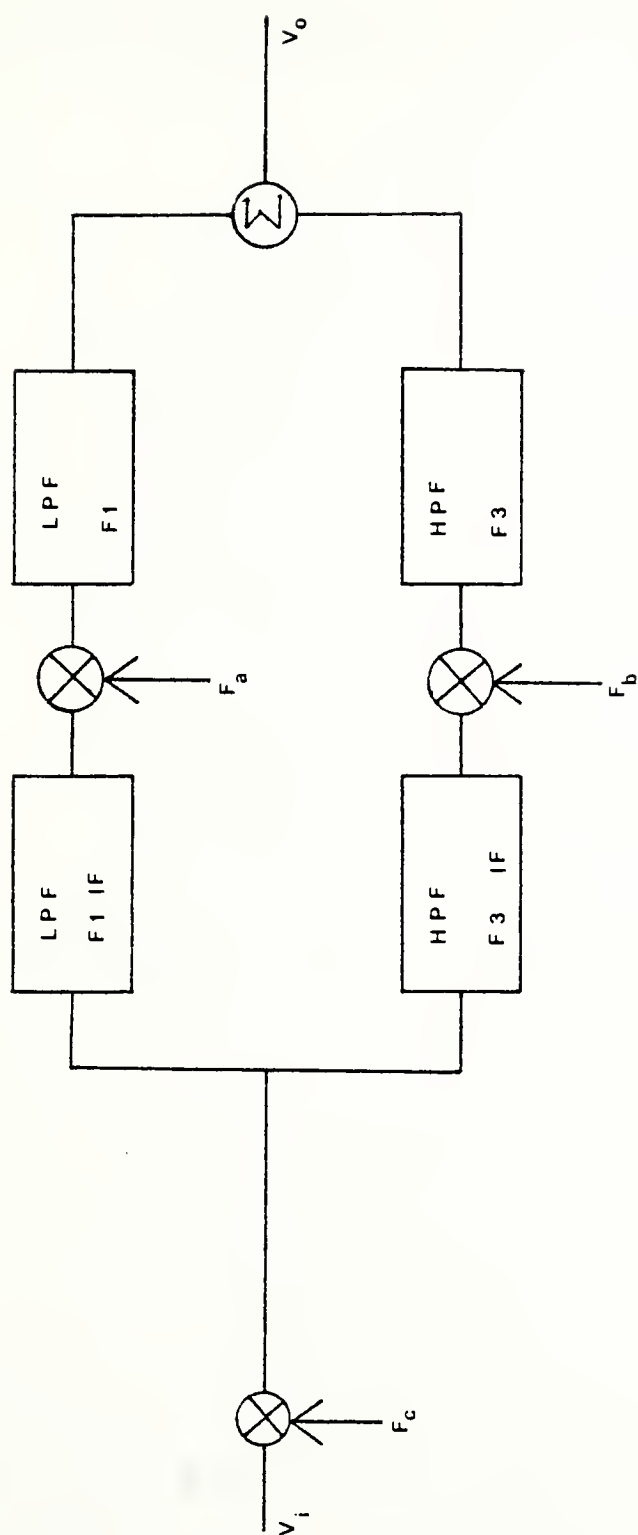 V_i
F_c
LPF
F1 IF
F_a
LPF
F1
HPF
F3 IF
F_b
HPF
F3
Σ
V_o